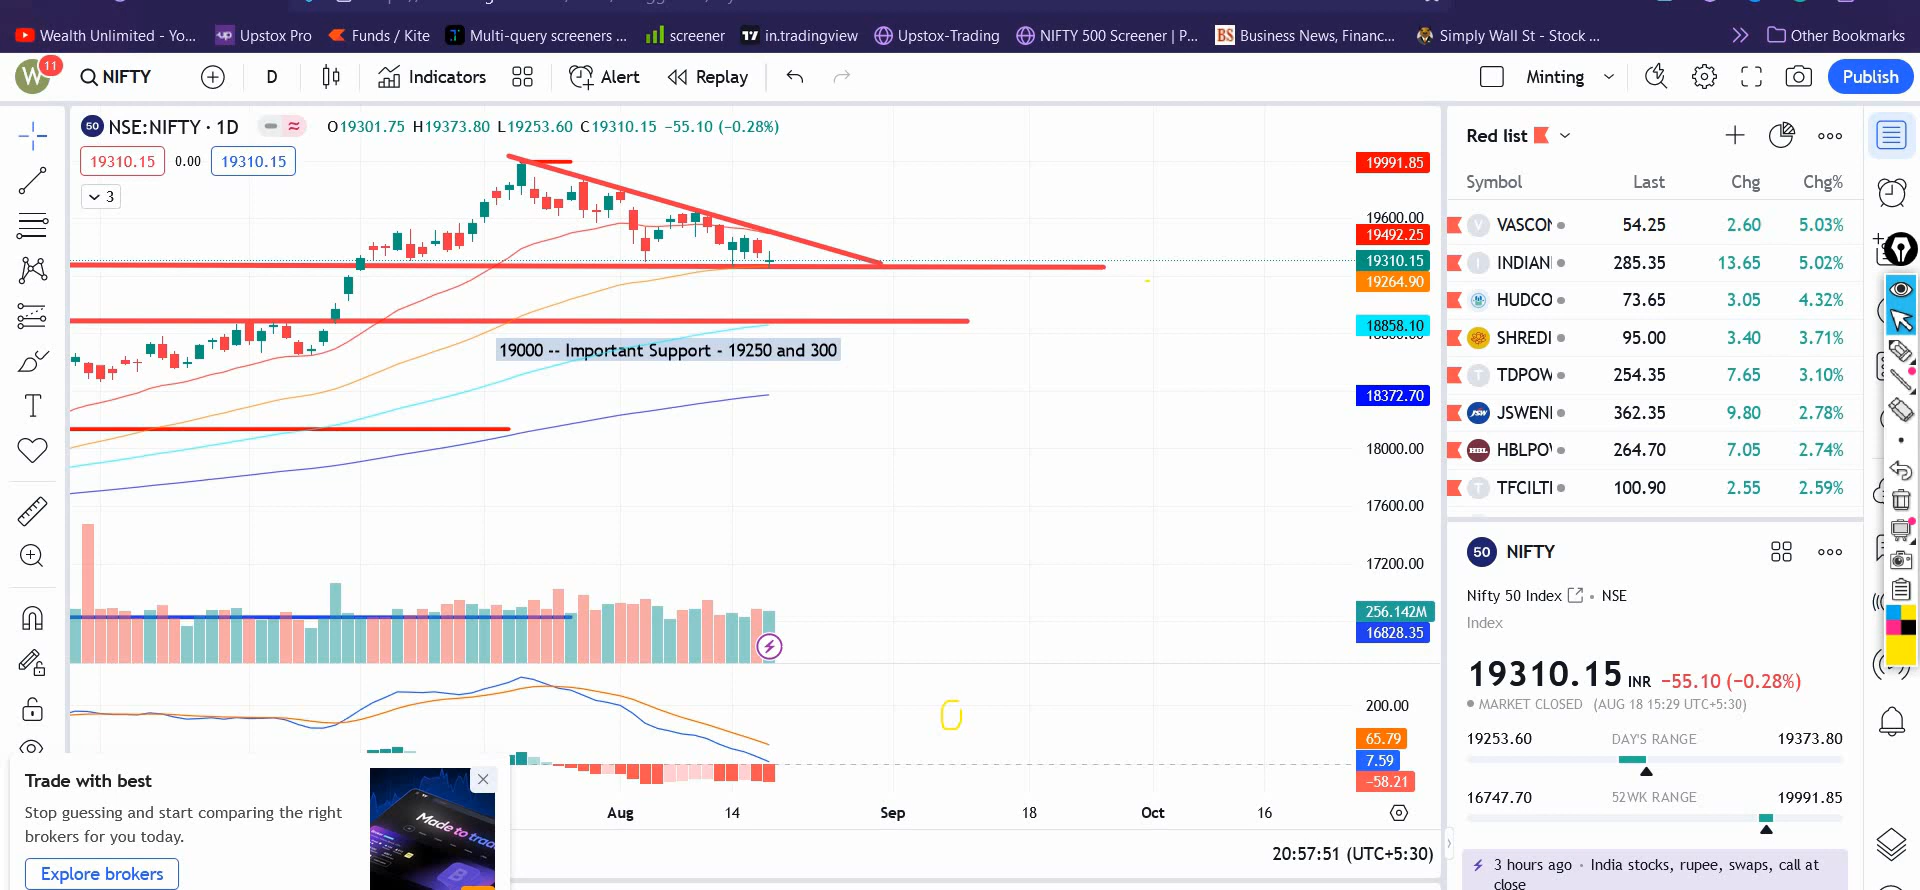 Wealth Unlimited - Yo...
Upstox Pro
Funds / Kite
Multi-query screeners ...
screener
in.tradingview
Upstox-Trading
NIFTY 500 Screener | P...
BS Business News, Financ...
Simply Wall St - Stock ...
Other Bookmarks
W 11
NIFTY
D
Indicators
Alert
Replay
Minting
Publish
50 NSE:NIFTY · 1D
O19301.75 H19373.80 L19253.60 C19310.15 −55.10 (−0.28%)
19310.15 0.00 19310.15
3
19000 -- Important Support - 19250 and 300
19991.85
19600.00
19492.25
19310.15
19264.90
18858.10
18372.70
18000.00
17600.00
17200.00
256.142M
16828.35
200.00
65.79
7.59
−58.21
Aug 14 Sep 18 Oct 16
20:57:51 (UTC+5:30)
Trade with best
Stop guessing and start comparing the right
brokers for you today.
Explore brokers
Made to trad
Red list
Symbol Last Chg Chg%
V VASCON 54.25 2.60 5.03%
I INDIANI 285.35 13.65 5.02%
HUDCO 73.65 3.05 4.32%
SHREDI 95.00 3.40 3.71%
T TDPOW 254.35 7.65 3.10%
JSW JSWENI 362.35 9.80 2.78%
HBL HBLPOW 264.70 7.05 2.74%
T TFCILTI 100.90 2.55 2.59%
50 NIFTY
Nifty 50 Index • NSE
Index
19310.15 INR −55.10 (−0.28%)
MARKET CLOSED (AUG 18 15:29 UTC+5:30)
19253.60 DAY'S RANGE 19373.80
16747.70 52WK RANGE 19991.85
3 hours ago · India stocks, rupee, swaps, call at
close